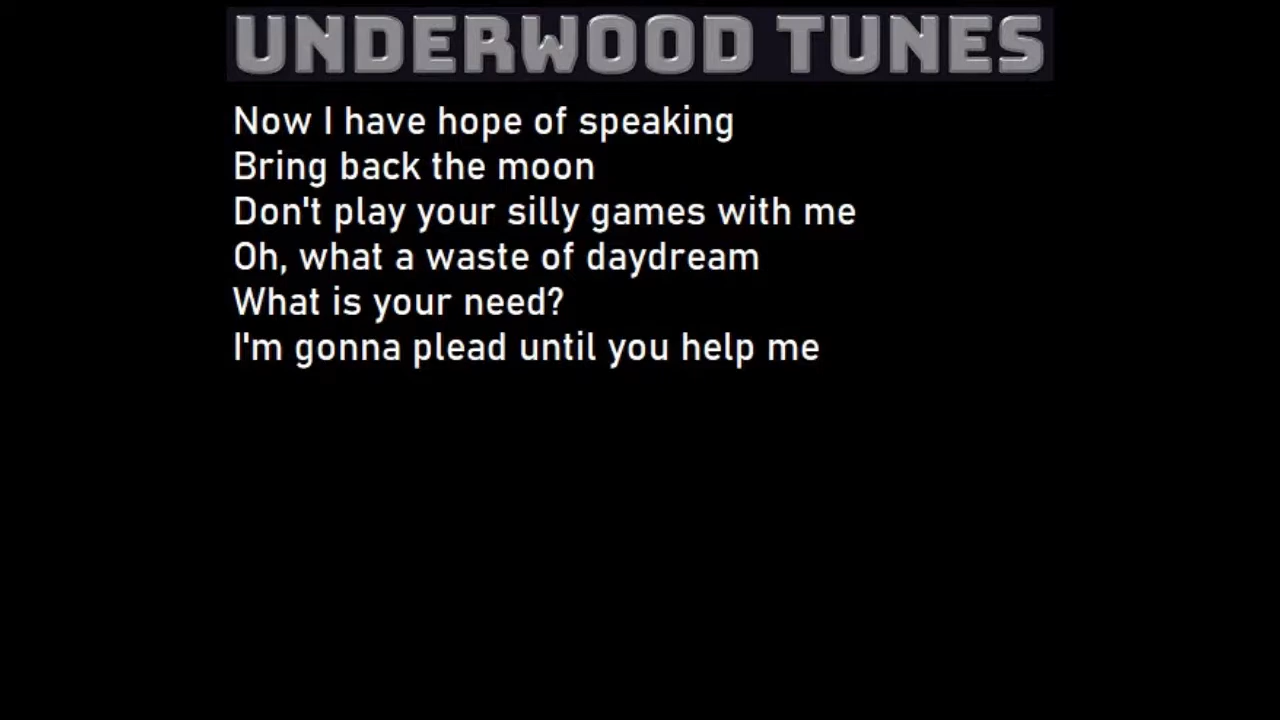 UNDERWOOD TUNES
Now I have hope of speaking
Bring back the moon
Don't play your silly games with me
Oh, what a waste of daydream
What is your need?
I'm gonna plead until you help me